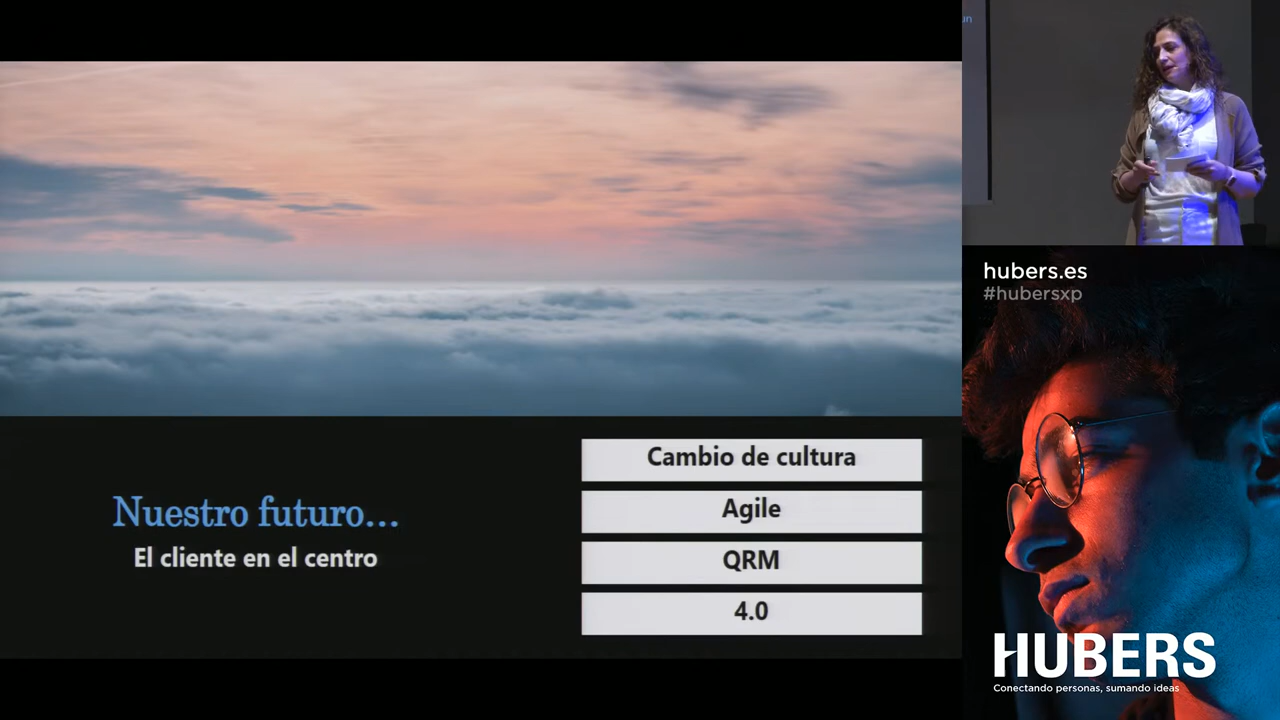 Nuestro futuro...
El cliente en el centro
Cambio de cultura
Agile
QRM
4.0
un
hubers.es
#hubersxp
HUBERS
Conectando personas, sumando ideas